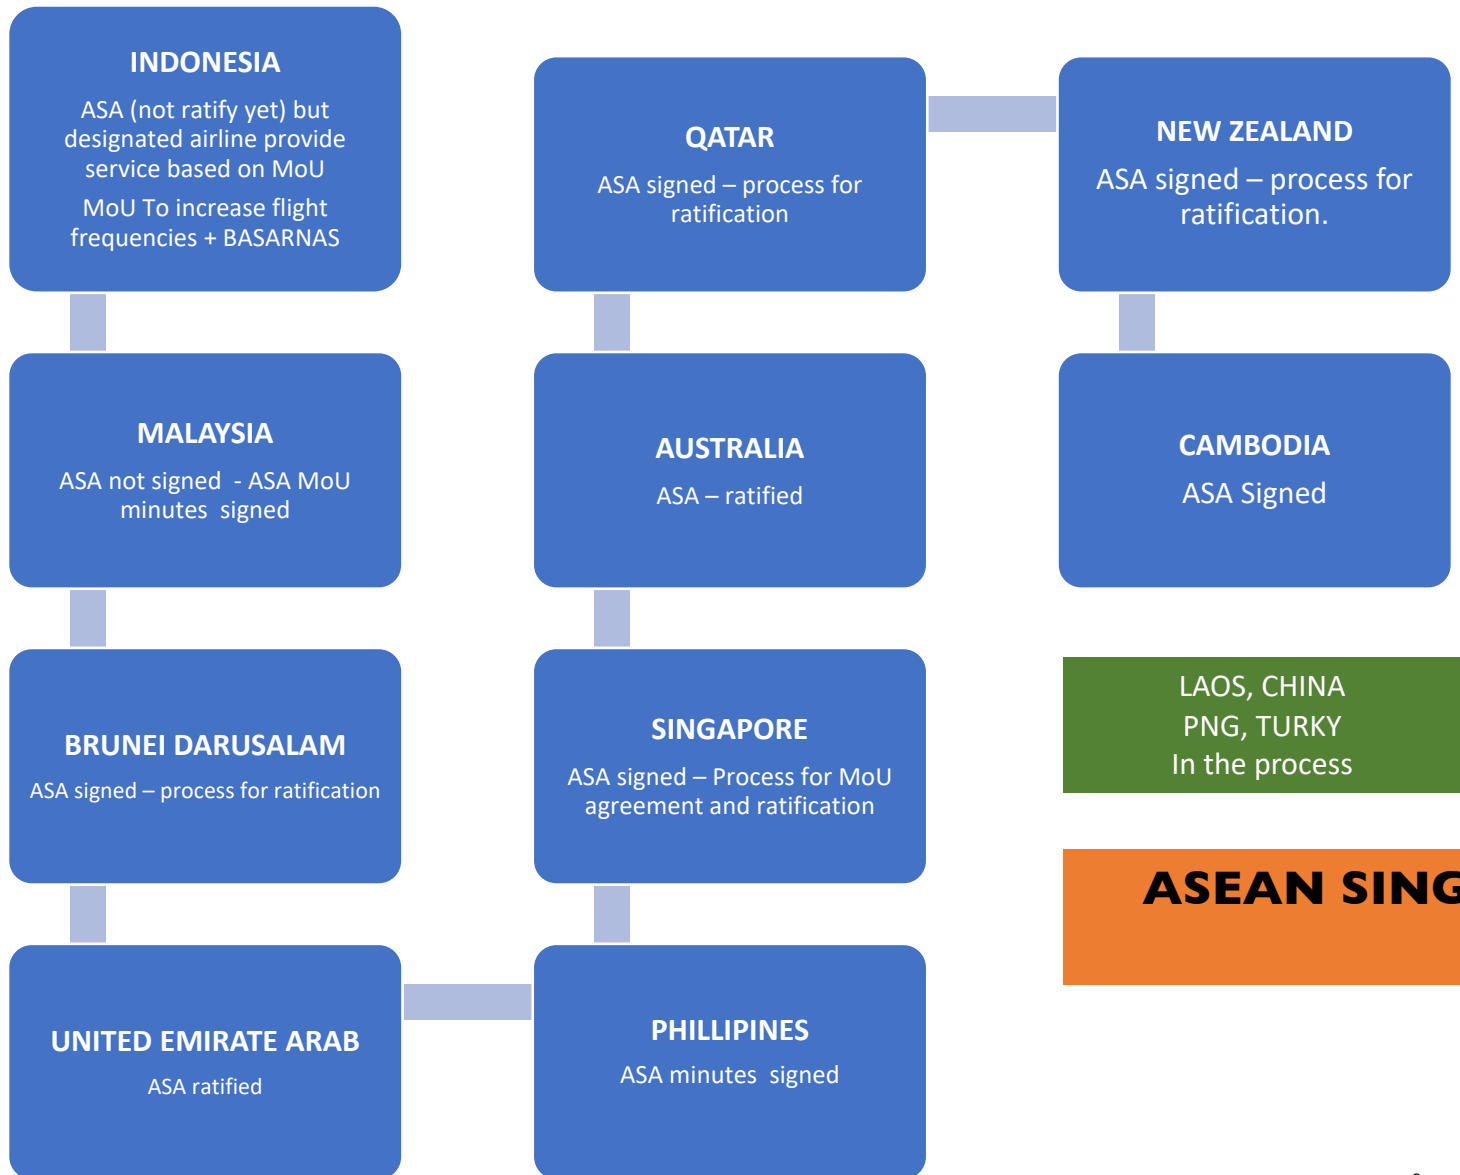 INDONESIA
ASA (not ratify yet) but
designated airline provide
service based on MoU
MoU To increase flight
frequencies + BASARNAS
MALAYSIA
ASA not signed - ASA MoU
minutes signed
BRUNEI DARUSALAM
ASA signed – process for ratification
UNITED EMIRATE ARAB
ASA ratified
PHILLIPINES
ASA minutes signed
SINGAPORE
ASA signed – Process for MoU
agreement and ratification
AUSTRALIA
ASA – ratified
QATAR
ASA signed – process for
ratification
NEW ZEALAND
ASA signed – process for
ratification.
CAMBODIA
ASA Signed
LAOS, CHINA
PNG, TURKY
In the process
ASEAN SING